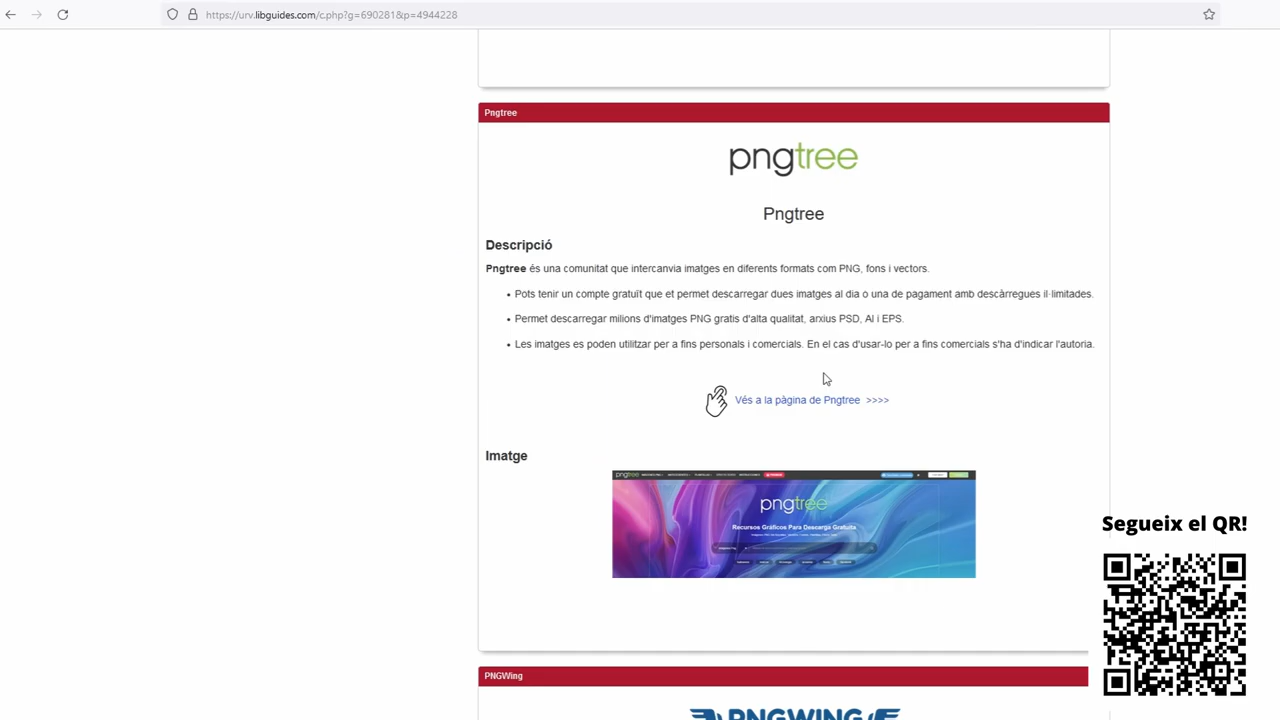 https://urv.libguides.com/c.php?g=690281&p=4944228
Pngtree
pngtree
Pngtree
Descripció
Pngtree és una comunitat que intercanvia imatges en diferents formats com PNG, fons i vectors.
• Pots tenir un compte gratuït que et permet descarregar dues imatges al dia o una de pagament amb descàrregues il·limitades.
• Permet descarregar milions d'imatges PNG gratis d'alta qualitat, arxius PSD, AI i EPS.
• Les imatges es poden utilitzar per a fins personals i comercials. En el cas d'usar-lo per a fins comercials s'ha d'indicar l'autoria.
Vés a la pàgina de Pngtree >>>>
Imatge
pngtree
pngtree
Recursos Gráficos Para Descarga Gratuita
Segueix el QR!
PNGWing
PNGWING